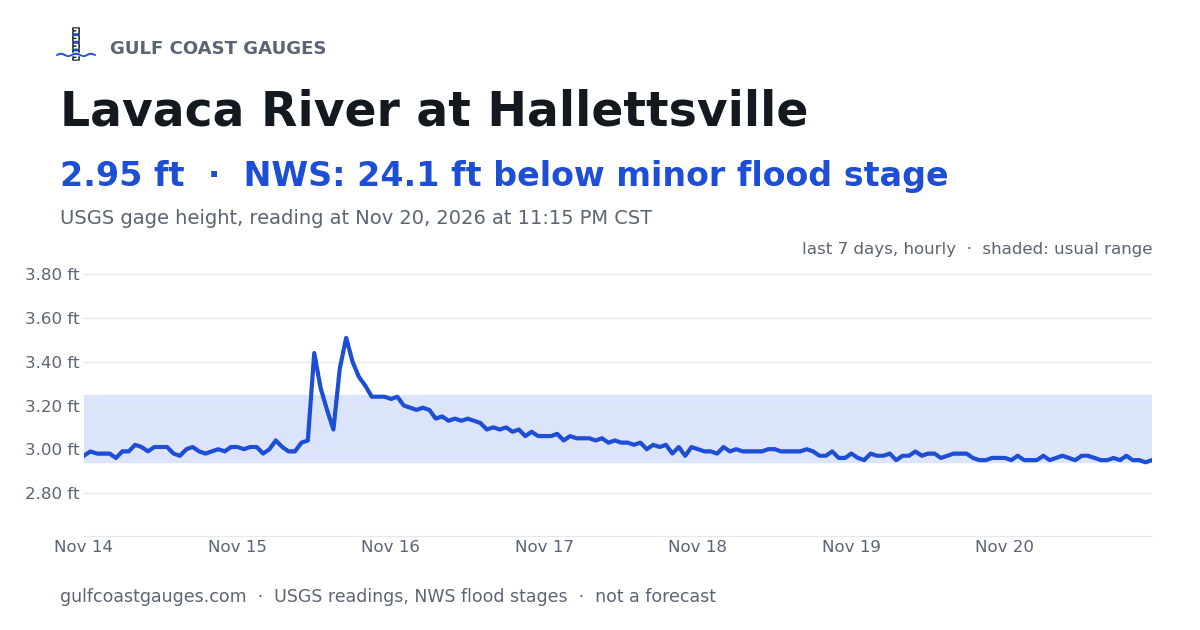 GULF COAST GAUGES
Lavaca River at Hallettsville
2.95 ft · NWS: 24.1 ft below minor flood stage
USGS gage height, reading at Nov 20, 2026 at 11:15 PM CST
last 7 days, hourly · shaded: usual range
3.80 ft
3.60 ft
3.40 ft
3.20 ft
3.00 ft
2.80 ft
Nov 14 Nov 15 Nov 16 Nov 17 Nov 18 Nov 19 Nov 20
gulfcoastgauges.com · USGS readings, NWS flood stages · not a forecast